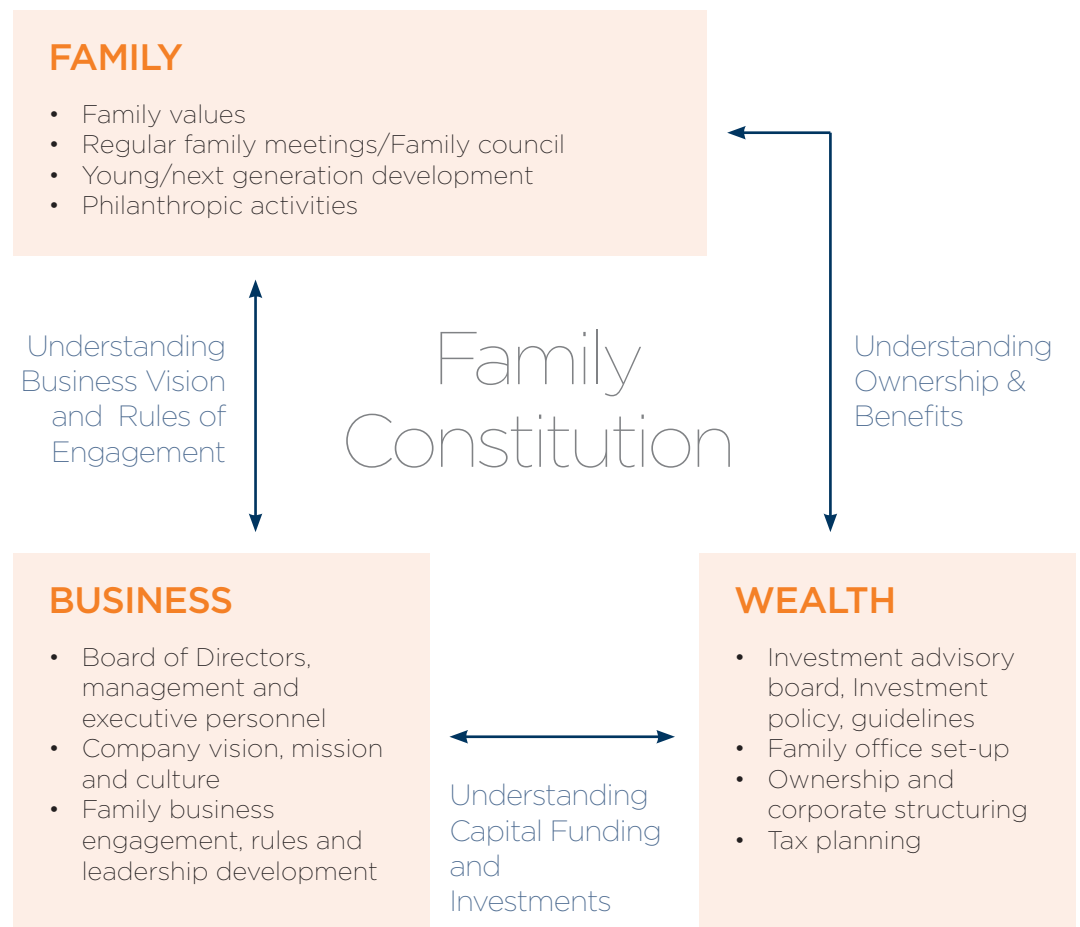 FAMILY
• Family values
• Regular family meetings/Family council
• Young/next generation development
• Philanthropic activities
Understanding
Business Vision
and Rules of
Engagement
Family
Constitution
Understanding
Ownership &
Benefits
BUSINESS
• Board of Directors,
management and
executive personnel
• Company vision, mission
and culture
• Family business
engagement, rules and
leadership development
Understanding
Capital Funding
and
Investments
WEALTH
• Investment advisory
board, Investment
policy, guidelines
• Family office set-up
• Ownership and
corporate structuring
• Tax planning